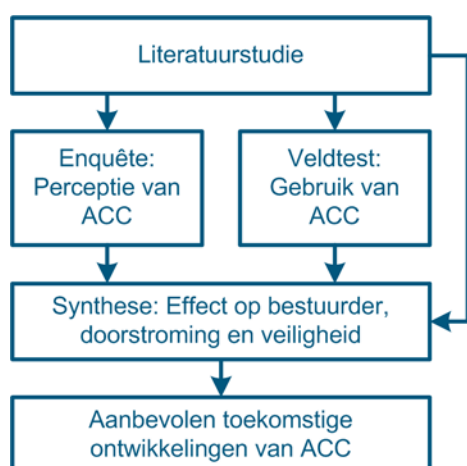 Literatuurstudie
Enquête:
Perceptie van
ACC
Veldtest:
Gebruik van
ACC
Synthese: Effect op bestuurder,
doorstroming en veiligheid
Aanbevolen toekomstige
ontwikkelingen van ACC